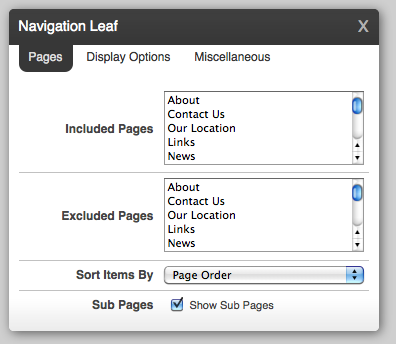 Navigation Leaf X
Pages Display Options Miscellaneous
Included Pages
About
Contact Us
Our Location
Links
News
Excluded Pages
About
Contact Us
Our Location
Links
News
Sort Items By Page Order
Sub Pages Show Sub Pages